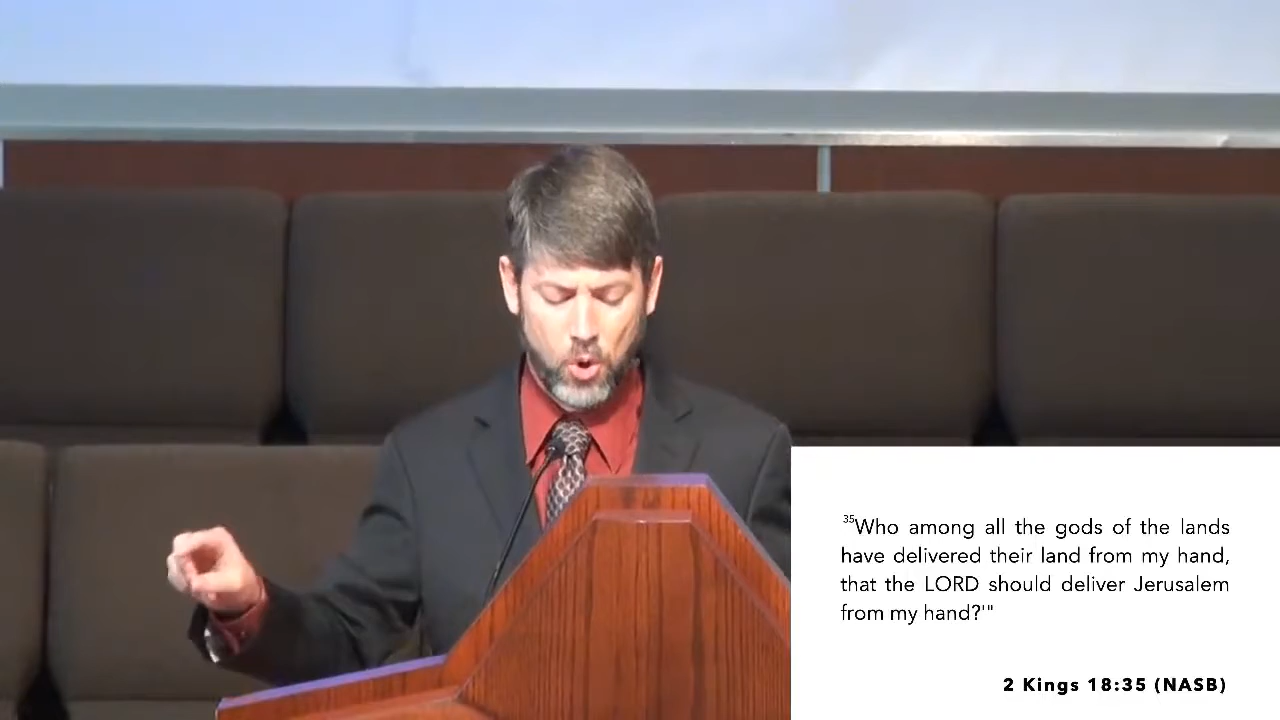 ³⁵Who among all the gods of the lands
have delivered their land from my hand,
that the LORD should deliver Jerusalem
from my hand?'"
2 Kings 18:35 (NASB)